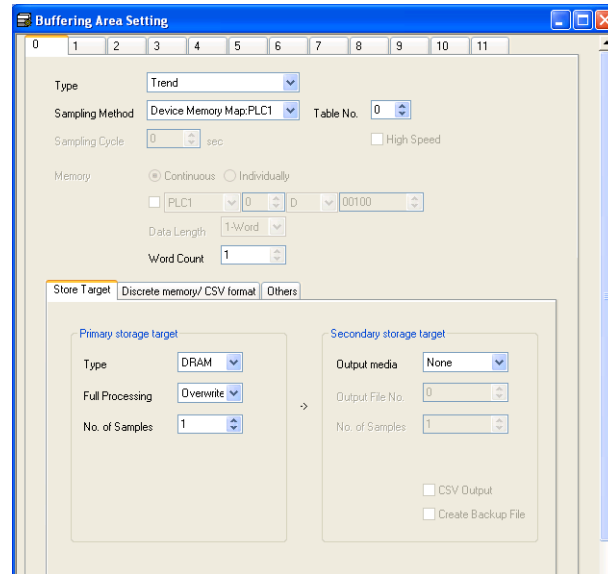 Buffering Area Setting
0 1 2 3 4 5 6 7 8 9 10 11
Type Trend
Sampling Method Device Memory Map:PLC1 Table No. 0
Sampling Cycle 0 sec High Speed
Memory Continuous Individually
PLC1 0 D 00100
Data Length 1-Word
Word Count 1
Store Target Discrete memory/ CSV format Others
Primary storage target Secondary storage target
Type DRAM Output media None
Full Processing Overwrite Output File No. 0
->
No. of Samples 1 No. of Samples 1
CSV Output
Create Backup File